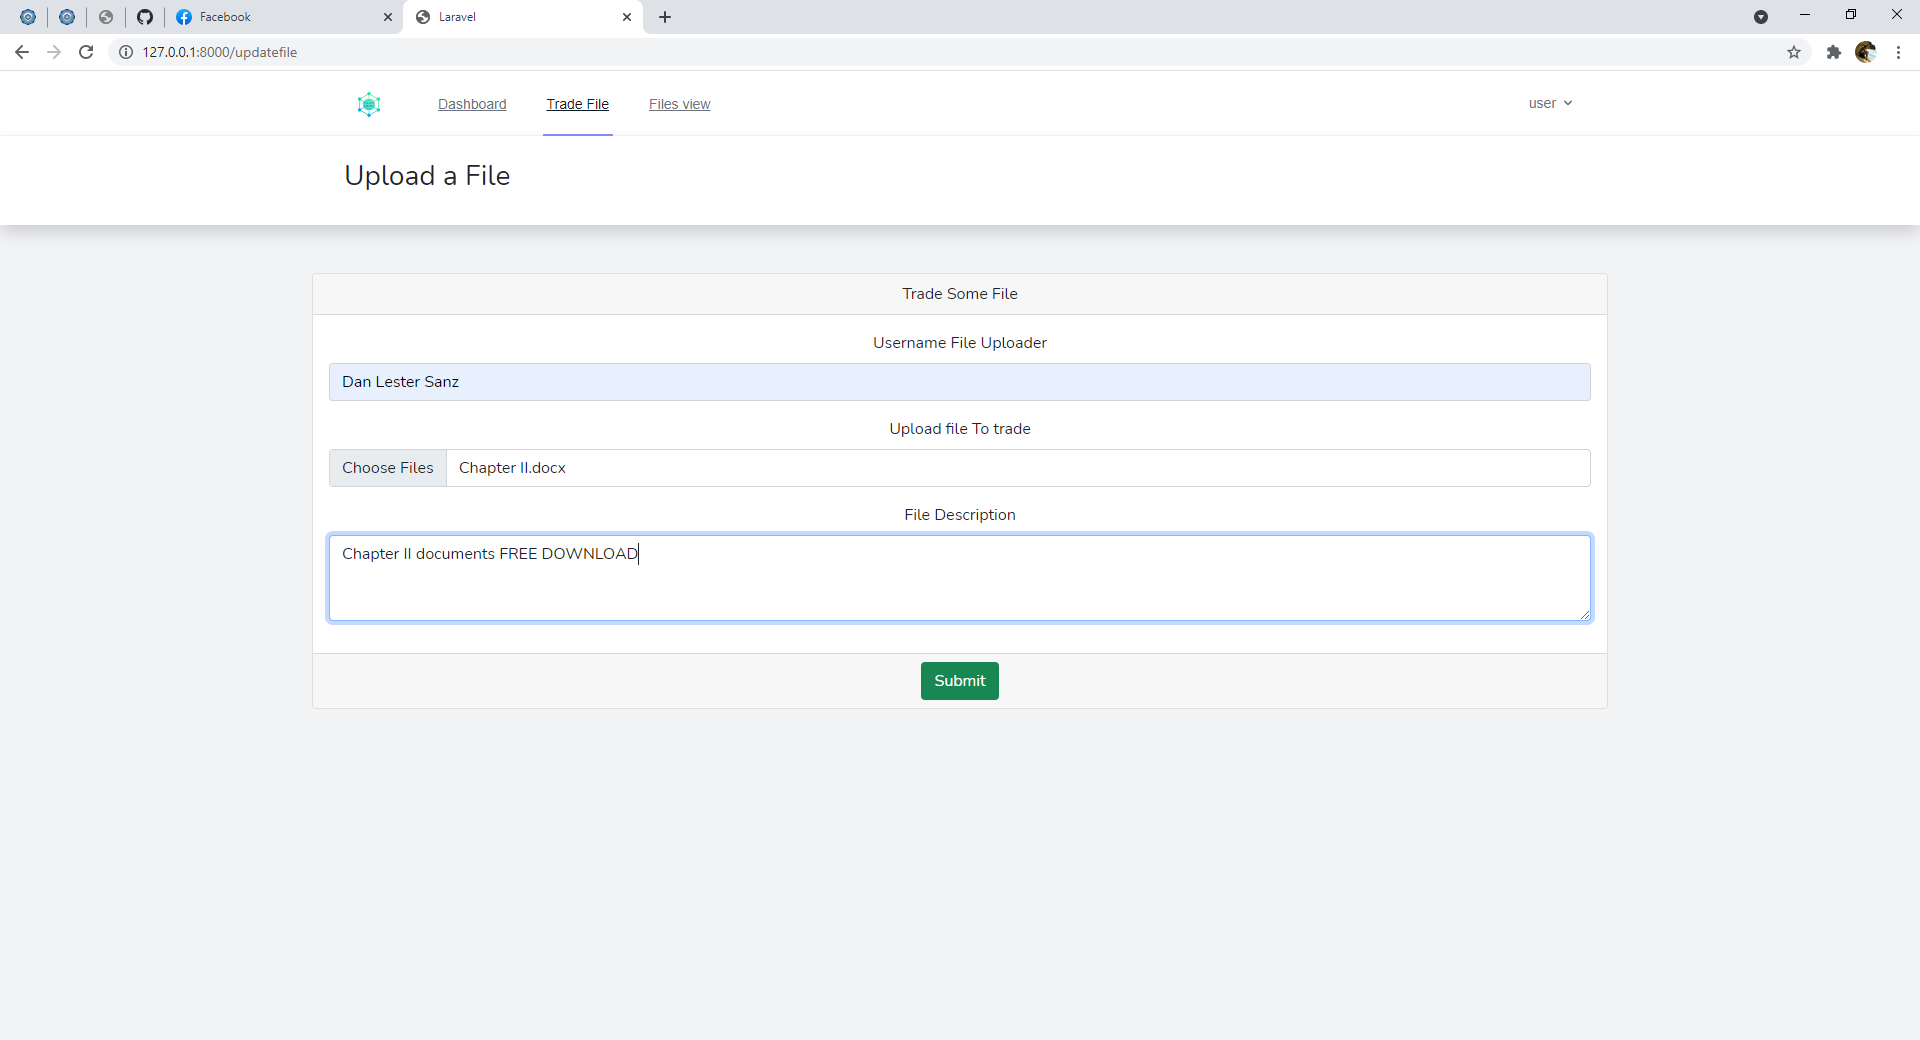 Facebook
Laravel
127.0.0.1:8000/updatefile
Dashboard
Trade File
Files view
user
Upload a File
Trade Some File
Username File Uploader
Dan Lester Sanz
Upload file To trade
Choose Files
Chapter II.docx
File Description
Chapter II documents FREE DOWNLOAD
Submit